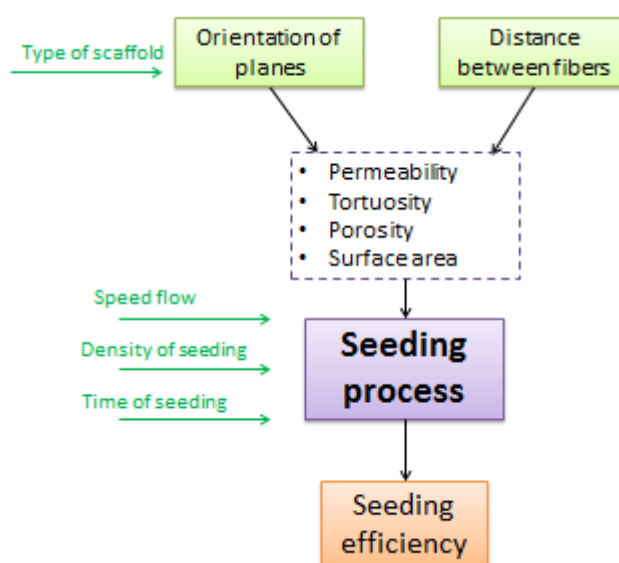 Type of scaffold
Orientation of
planes
Distance
between fibers
• Permeability
• Tortuosity
• Porosity
• Surface area
Speed flow
Density of seeding
Time of seeding
Seeding
process
Seeding
efficiency